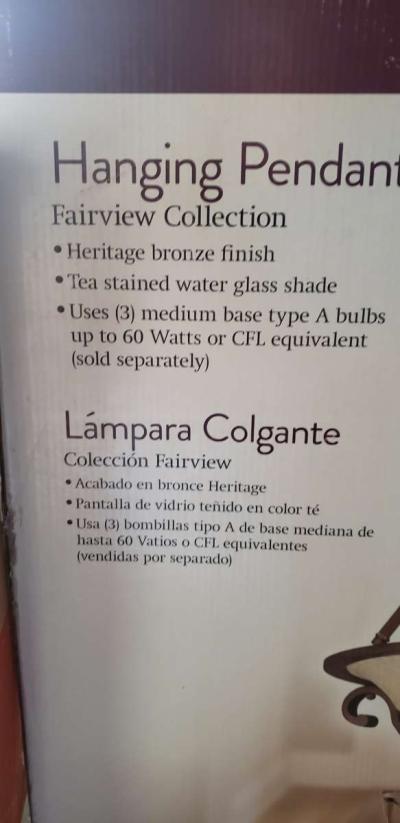 Hanging Pendant
Fairview Collection
• Heritage bronze finish
• Tea stained water glass shade
• Uses (3) medium base type A bulbs
up to 60 Watts or CFL equivalent
(sold separately)
Lámpara Colgante
Colección Fairview
• Acabado en bronce Heritage
• Pantalla de vidrio teñido en color té
• Usa (3) bombillas tipo A de base mediana de
hasta 60 Vatios o CFL equivalentes
(vendidas por separado)